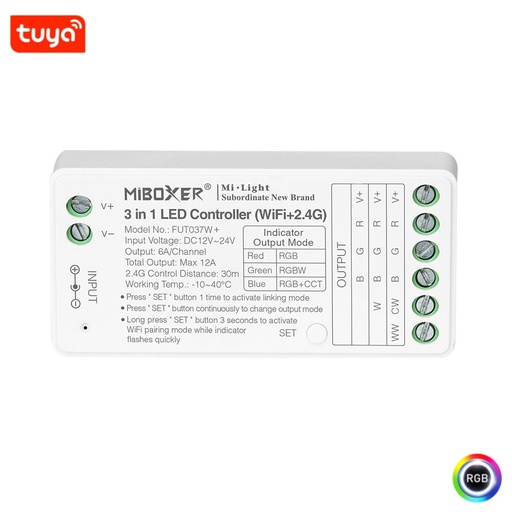 tuya
MIBOXER® Mi·Light
Subordinate New Brand
3 in 1 LED Controller (WiFi+2.4G)
Model No.: FUT037W+
Input Voltage: DC12V~24V
Output: 6A/Channel
Total Output: Max 12A
2.4G Control Distance: 30m
Working Temp.: -10~40°C
Indicator
Output Mode
Red RGB
Green RGBW
Blue RGB+CCT
• Press " SET " button 1 time to activate linking mode
• Press " SET " button continuously to change output mode
• Long press " SET " button 3 seconds to activate
WiFi pairing mode while indicator
flashes quickly
SET
V+
V−
INPUT
OUTPUT
B G R V+
W B G R V+
WW CW B G R V+
RGB